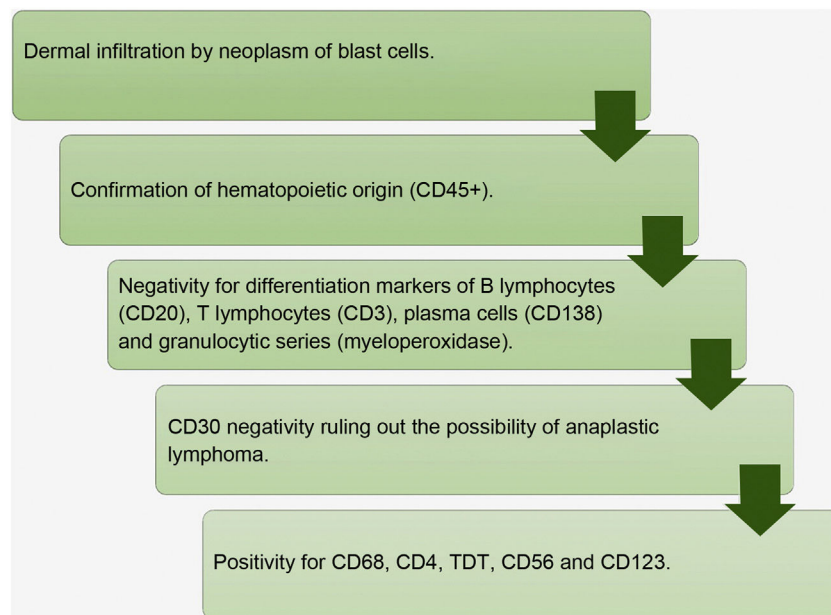 Dermal infiltration by neoplasm of blast cells.
Confirmation of hematopoietic origin (CD45+).
Negativity for differentiation markers of B lymphocytes
(CD20), T lymphocytes (CD3), plasma cells (CD138)
and granulocytic series (myeloperoxidase).
CD30 negativity ruling out the possibility of anaplastic
lymphoma.
Positivity for CD68, CD4, TDT, CD56 and CD123.